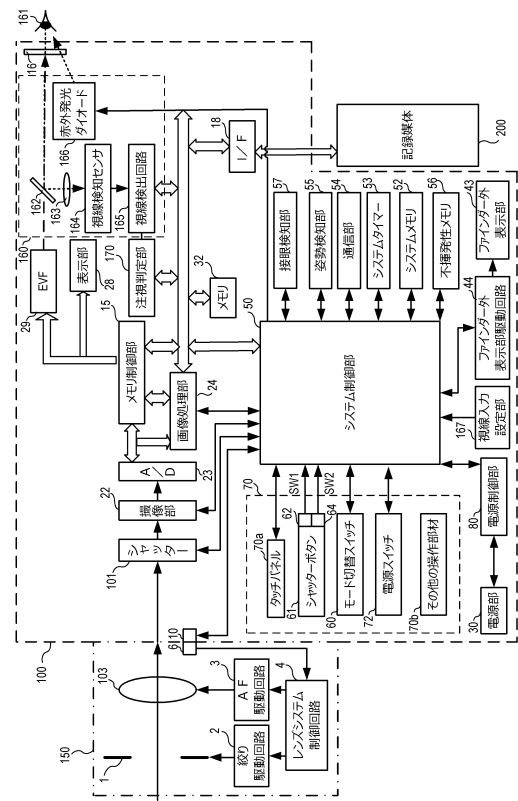 161
16
160
赤外発光
ダイオード
166
162
163
視線検知センサ
164
視線検出回路
165
注視判定部
170
EVF
29
表示部
28
18
I/F
記録媒体
200
メモリ
32
15
メモリ制御部
画像処理部
24
A/D
23
22
撮像部
シャッター
101
50
システム制御部
57
接眼検知部
55
姿勢検知部
54
通信部
53
システムタイマー
52
システムメモリ
56
不揮発性メモリ
43
ファインダー外
表示部
44
ファインダー外
表示部駆動回路
視線入力
設定部
167
80
電源制御部
30
電源部
70
SW1
SW2
70a
タッチパネル
62
64
シャッターボタン
61
モード切替スイッチ
60
電源スイッチ
72
その他の操作部材
70b
100
6
10
103
150
1
3
AF
駆動回路
2
絞り
駆動回路
4
レンズシステム
制御回路